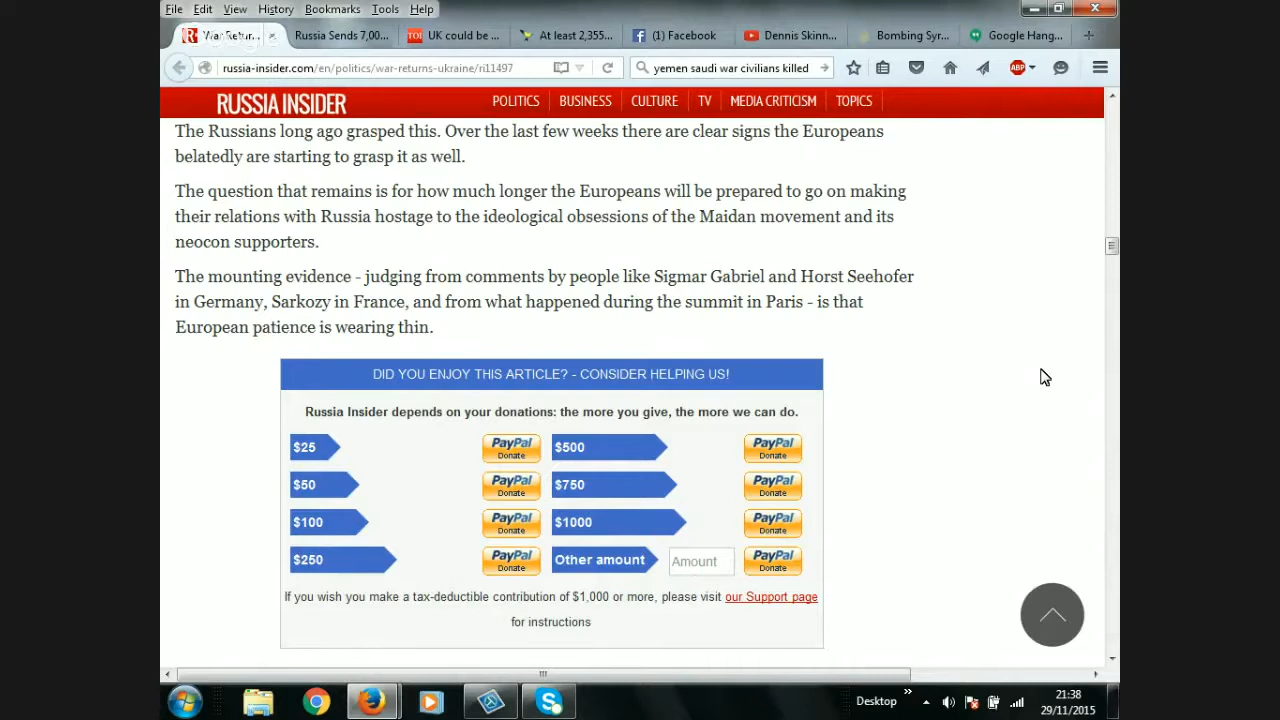 File Edit View History Bookmarks Tools Help
War Retur... Russia Sends 7,00... TOI UK could be ... At least 2,355... (1) Facebook Dennis Skinn... Bombing Syr... Google Hang...
russia-insider.com/en/politics/war-returns-ukraine/ri11497 yemen saudi war civilians killed ABP
RUSSIA INSIDER POLITICS BUSINESS CULTURE TV MEDIA CRITICISM TOPICS
The Russians long ago grasped this. Over the last few weeks there are clear signs the Europeans
belatedly are starting to grasp it as well.
The question that remains is for how much longer the Europeans will be prepared to go on making
their relations with Russia hostage to the ideological obsessions of the Maidan movement and its
neocon supporters.
The mounting evidence - judging from comments by people like Sigmar Gabriel and Horst Seehofer
in Germany, Sarkozy in France, and from what happened during the summit in Paris - is that
European patience is wearing thin.
DID YOU ENJOY THIS ARTICLE? - CONSIDER HELPING US!
Russia Insider depends on your donations: the more you give, the more we can do.
$25 PayPal Donate $500 PayPal Donate
$50 PayPal Donate $750 PayPal Donate
$100 PayPal Donate $1000 PayPal Donate
$250 PayPal Donate Other amount Amount PayPal Donate
If you wish you make a tax-deductible contribution of $1,000 or more, please visit our Support page
for instructions
Desktop 21:38
29/11/2015